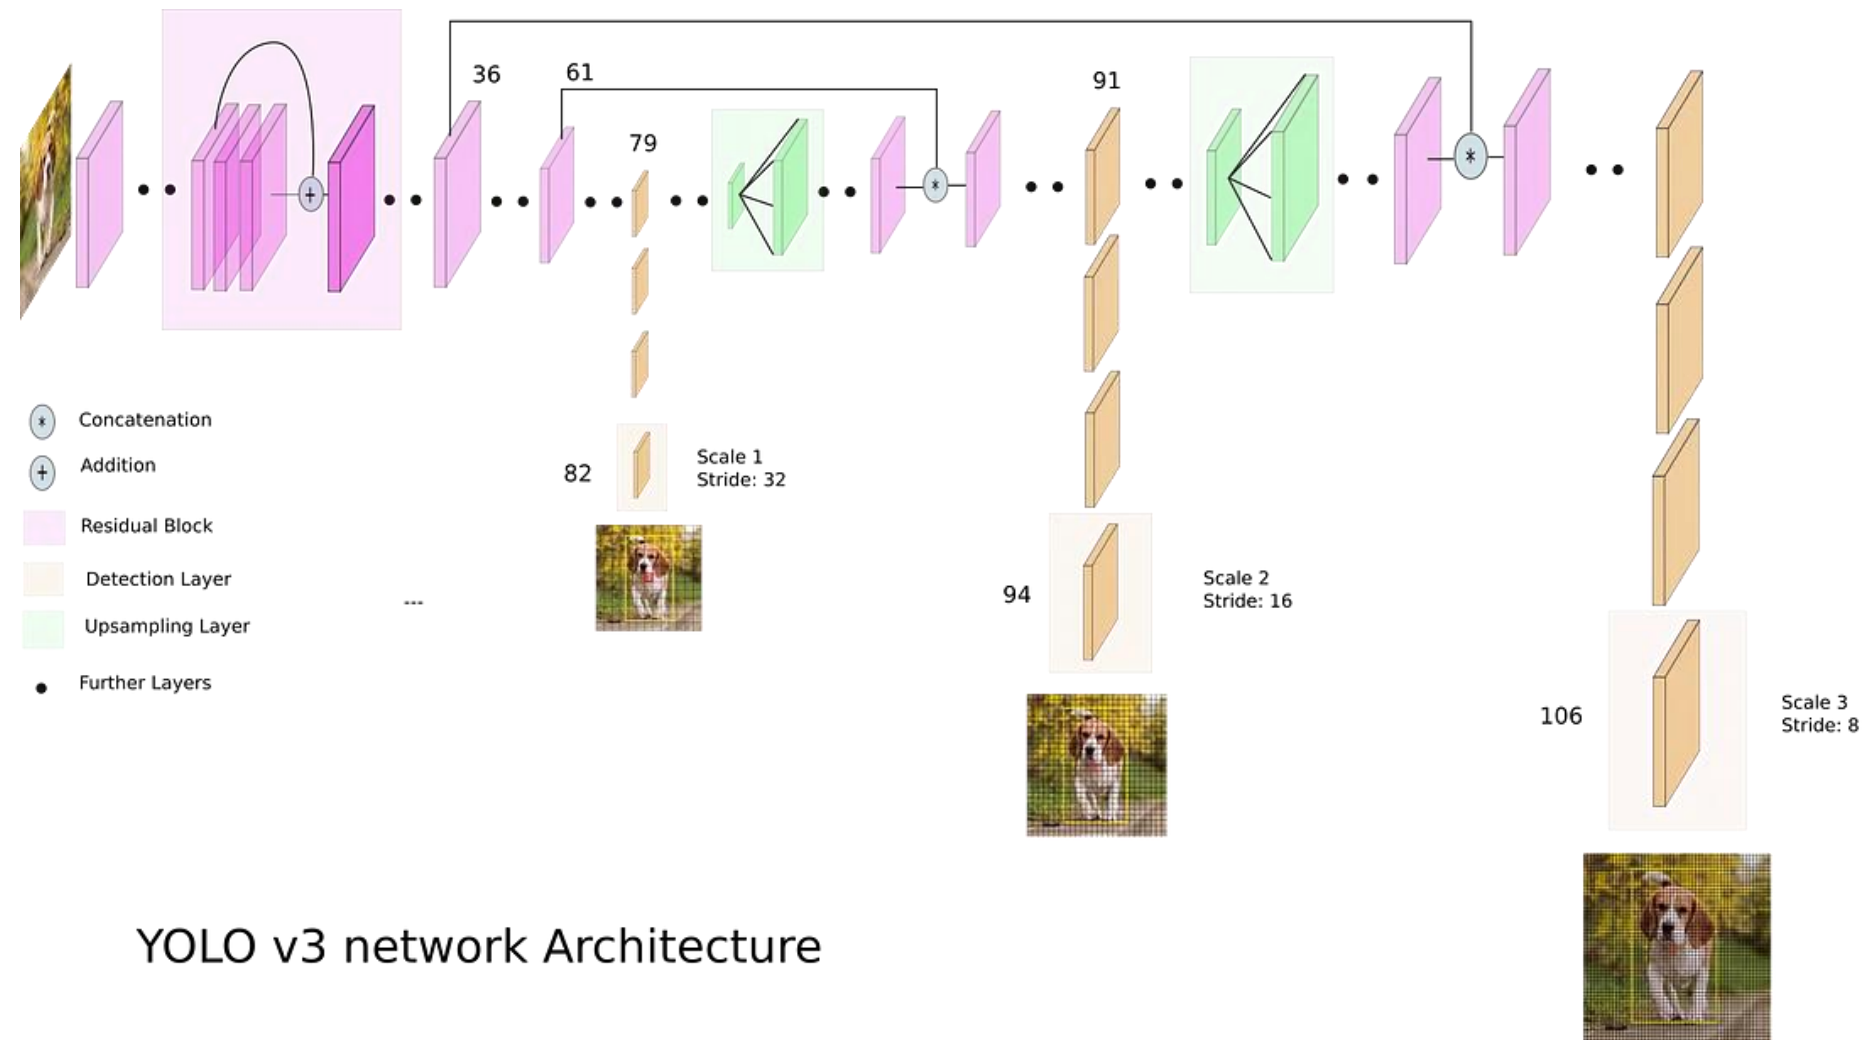 36
61
91
79
*
*
+
* Concatenation
+ Addition
Residual Block
Detection Layer
Upsampling Layer
Further Layers
---
82
Scale 1
Stride: 32
94
Scale 2
Stride: 16
106
Scale 3
Stride: 8
YOLO v3 network Architecture